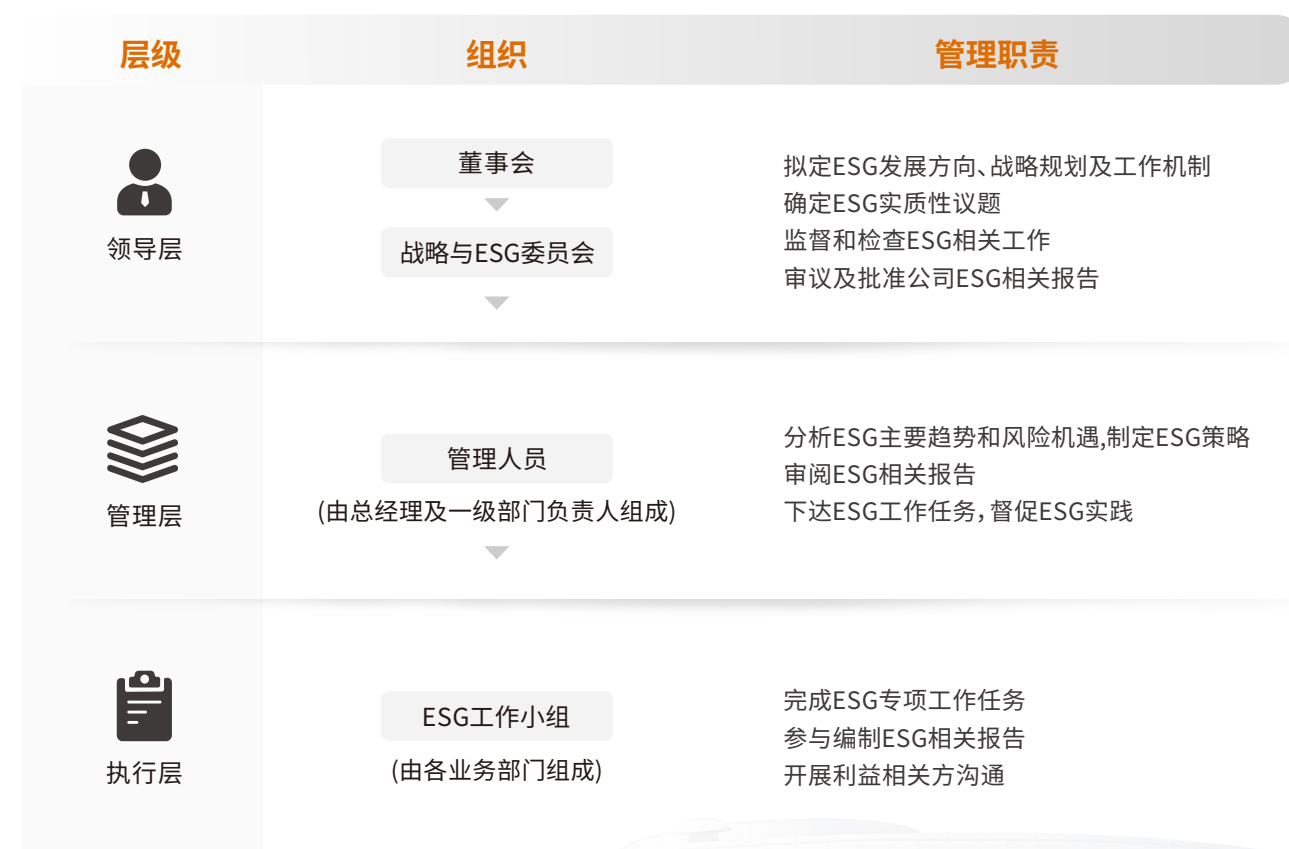 层级 组织 管理职责
领导层
董事会
战略与ESG委员会
拟定ESG发展方向、战略规划及工作机制
确定ESG实质性议题
监督和检查ESG相关工作
审议及批准公司ESG相关报告
管理层
管理人员
(由总经理及一级部门负责人组成)
分析ESG主要趋势和风险机遇,制定ESG策略
审阅ESG相关报告
下达ESG工作任务，督促ESG实践
执行层
ESG工作小组
(由各业务部门组成)
完成ESG专项工作任务
参与编制ESG相关报告
开展利益相关方沟通